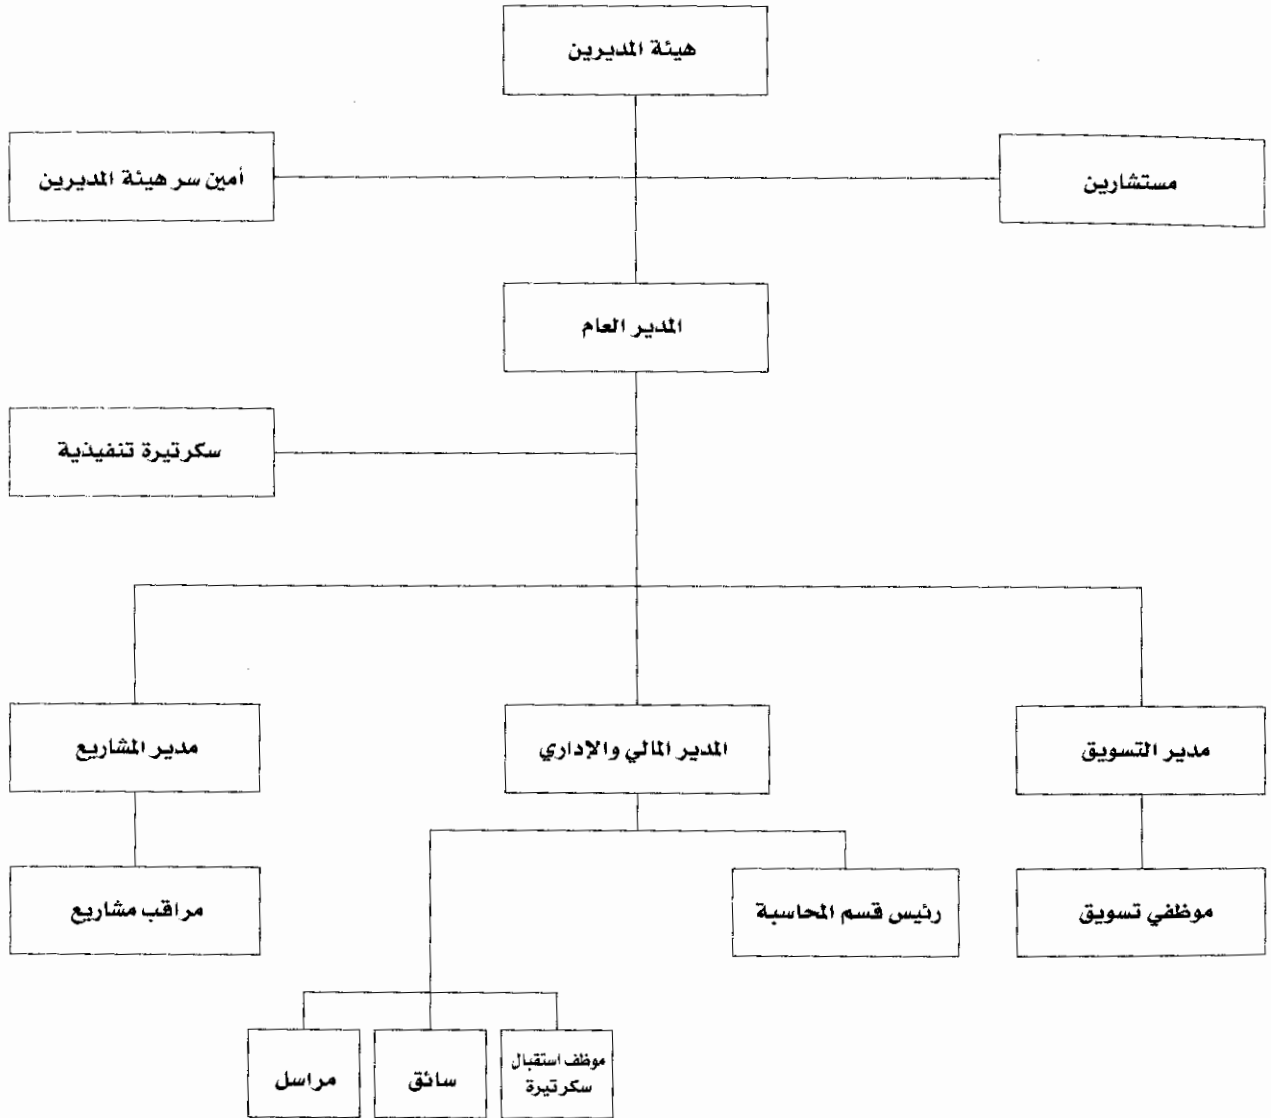 هيئة المديرين
مستشارين
أمين سر هيئة المديرين
المدير العام
سكرتيرة تنفيذية
مدير التسويق
المدير المالي والإداري
مدير المشاريع
موظفي تسويق
رئيس قسم المحاسبة
مراقب مشاريع
موظف استقبال
سكرتيرة
سائق
مراسل